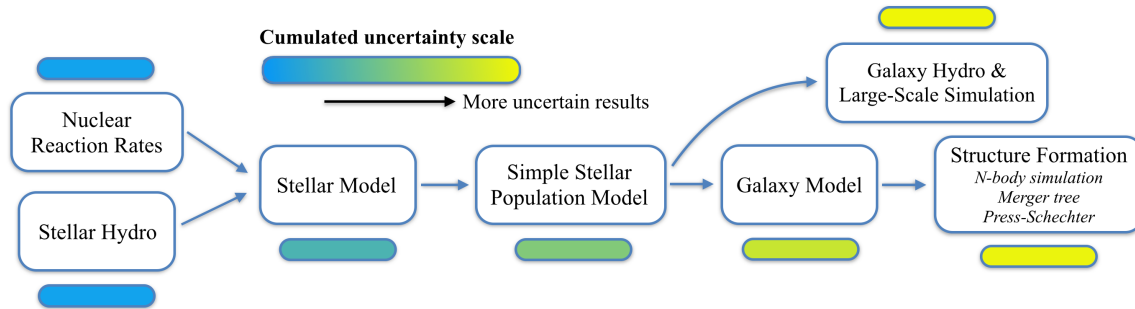 Cumulated uncertainty scale
More uncertain results
Nuclear
Reaction Rates
Stellar Hydro
Stellar Model
Simple Stellar
Population Model
Galaxy Hydro &
Large-Scale Simulation
Galaxy Model
Structure Formation
N-body simulation
Merger tree
Press-Schechter